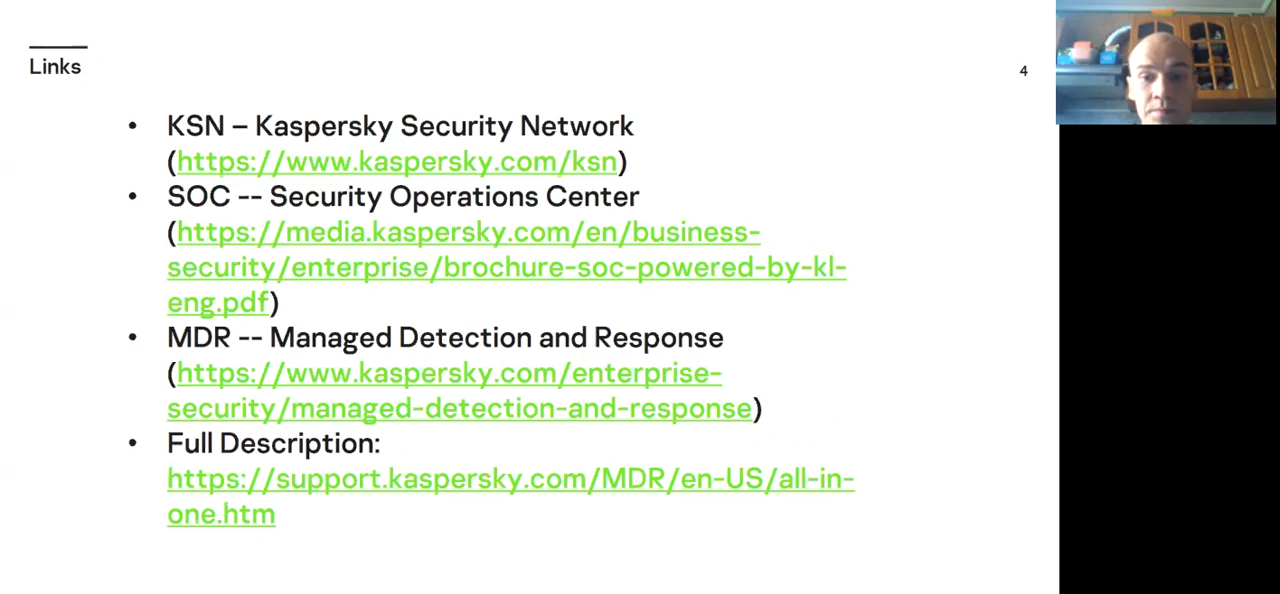 Links
4
• KSN – Kaspersky Security Network
(https://www.kaspersky.com/ksn)
• SOC -- Security Operations Center
(https://media.kaspersky.com/en/business-
security/enterprise/brochure-soc-powered-by-kl-
eng.pdf)
• MDR -- Managed Detection and Response
(https://www.kaspersky.com/enterprise-
security/managed-detection-and-response)
• Full Description:
https://support.kaspersky.com/MDR/en-US/all-in-
one.htm